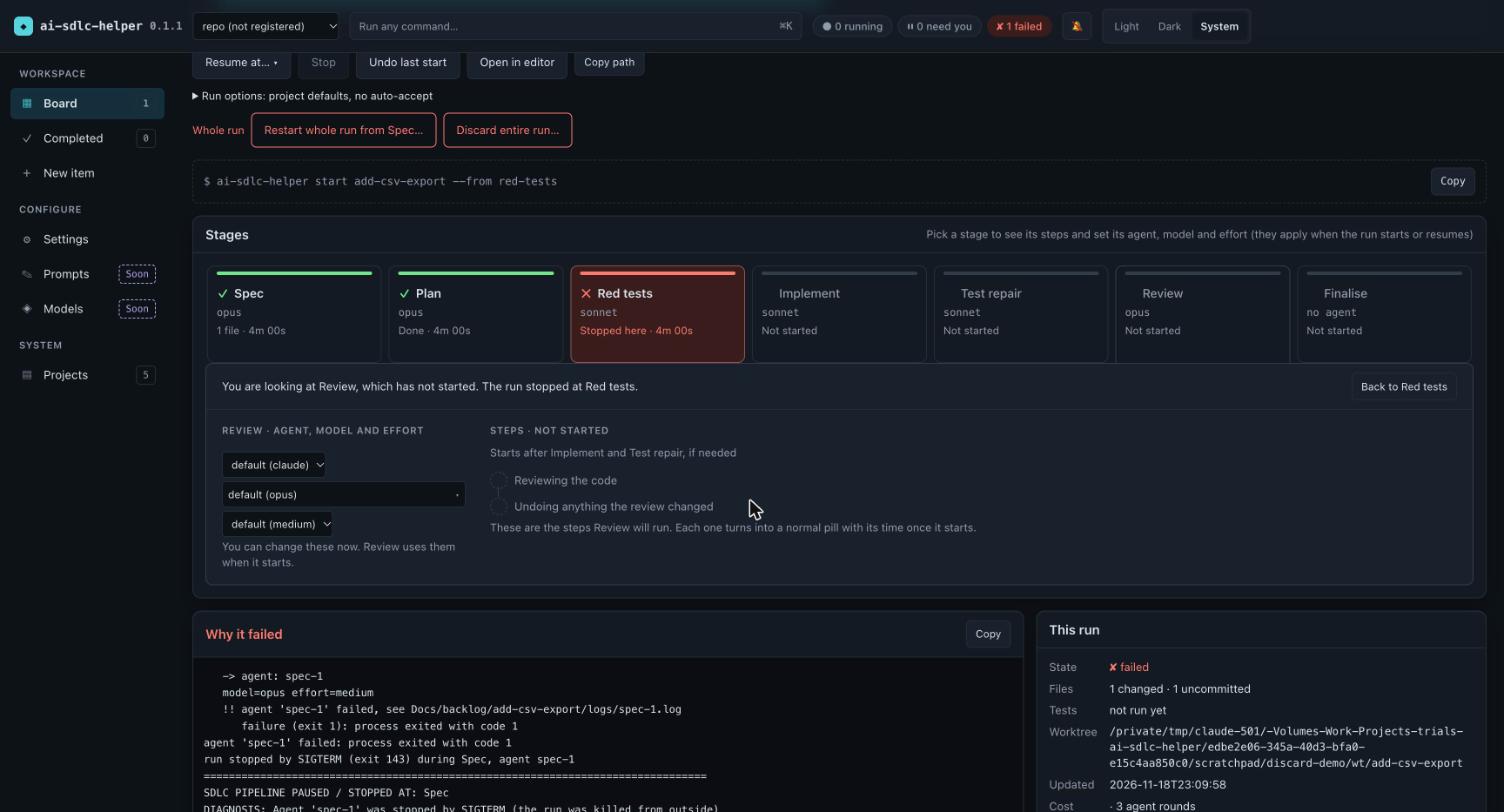 ai-sdlc-helper 0.1.1
repo (not registered)
Run any command...
⌘K
0 running
0 need you
✘ 1 failed
Light
Dark
System
WORKSPACE
Board
1
Completed
0
New item
CONFIGURE
Settings
Prompts
Soon
Models
Soon
SYSTEM
Projects
5
Resume at...
Stop
Undo last start
Open in editor
Copy path
Run options: project defaults, no auto-accept
Whole run
Restart whole run from Spec...
Discard entire run...
$ ai-sdlc-helper start add-csv-export --from red-tests
Copy
Stages
Pick a stage to see its steps and set its agent, model and effort (they apply when the run starts or resumes)
Spec
opus
1 file · 4m 00s
Plan
opus
Done · 4m 00s
Red tests
sonnet
Stopped here · 4m 00s
Implement
sonnet
Not started
Test repair
sonnet
Not started
Review
opus
Not started
Finalise
no agent
Not started
You are looking at Review, which has not started. The run stopped at Red tests.
Back to Red tests
REVIEW · AGENT, MODEL AND EFFORT
default (claude)
default (opus)
default (medium)
You can change these now. Review uses them
when it starts.
STEPS · NOT STARTED
Starts after Implement and Test repair, if needed
Reviewing the code
Undoing anything the review changed
These are the steps Review will run. Each one turns into a normal pill with its time once it starts.
Why it failed
Copy
-> agent: spec-1
model=opus effort=medium
!! agent 'spec-1' failed, see Docs/backlog/add-csv-export/logs/spec-1.log
failure (exit 1): process exited with code 1
agent 'spec-1' failed: process exited with code 1
run stopped by SIGTERM (exit 143) during Spec, agent spec-1
================================================================================
SDLC PIPELINE PAUSED / STOPPED AT: Spec
DIAGNOSIS: Agent 'spec-1' was stopped by SIGTERM (the run was killed from outside)
This run
State
✘ failed
Files
1 changed · 1 uncommitted
Tests
not run yet
Worktree
/private/tmp/claude-501/-Volumes-Work-Projects-trials-
ai-sdlc-helper/edbe2e06-345a-40d3-bfa0-
e15c4aa850c0/scratchpad/discard-demo/wt/add-csv-export
Updated
2026-11-18T23:09:58
Cost
· 3 agent rounds